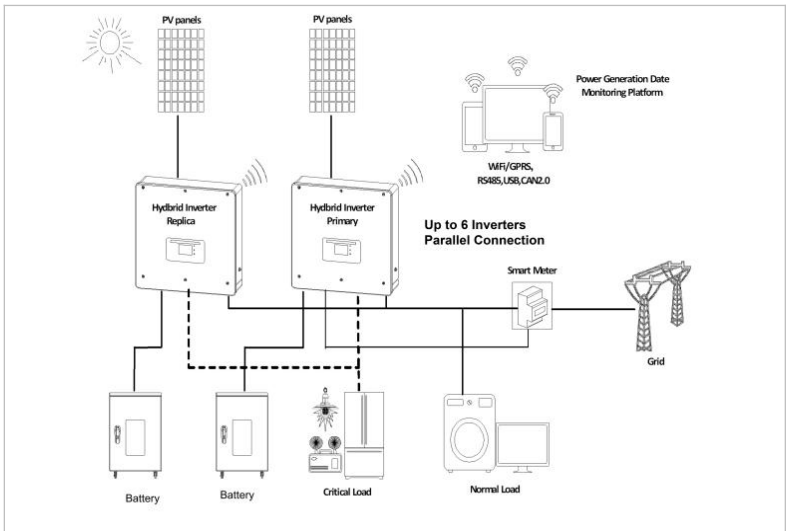 PV panels
PV panels
Power Generation Date
Monitoring Platform
WiFi/GPRS,
RS485,USB,CAN2.0
Hydbrid Inverter
Replica
Hydbrid Inverter
Primary
Up to 6 Inverters
Parallel Connection
Smart Meter
Grid
Battery
Battery
Critical Load
Normal Load